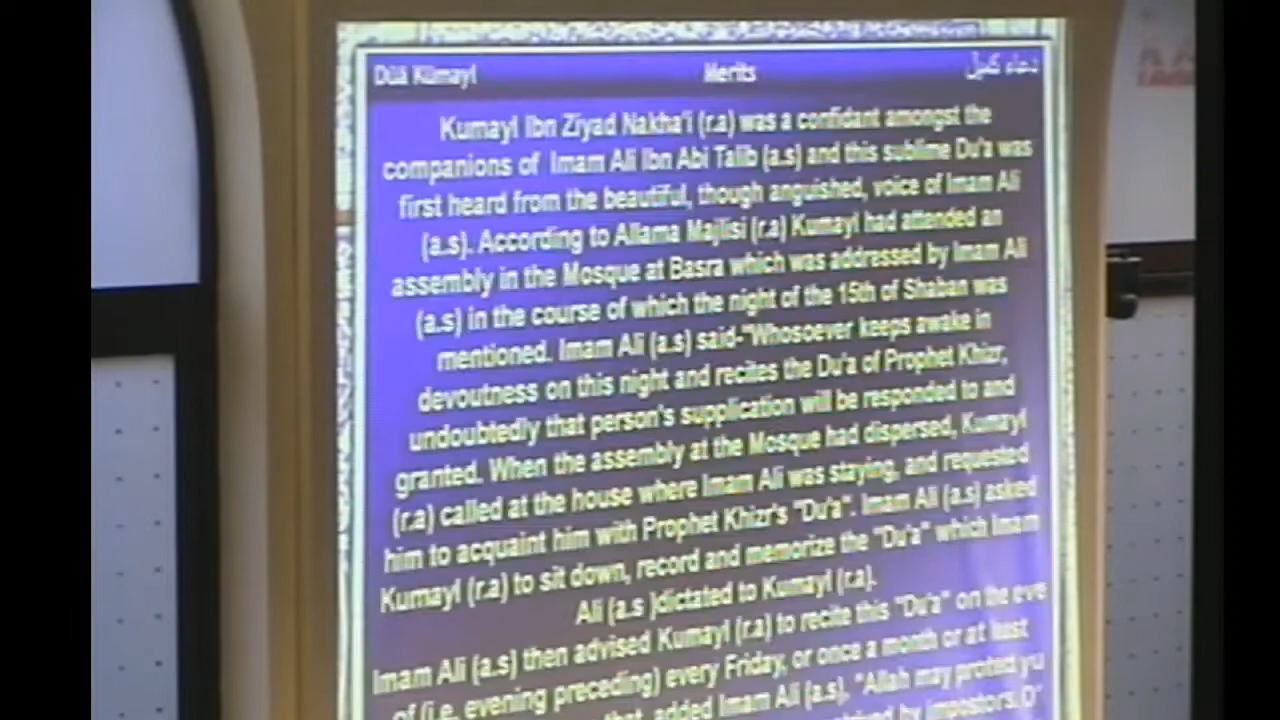 Dūā Kūmayl
Merits
دعاء كميل
Kumayl Ibn Ziyad Nakha'i (r.a) was a confidant amongst the
companions of Imam Ali Ibn Abi Talib (a.s) and this sublime Du'a was
first heard from the beautiful, though anguished, voice of Imam Ali
(a.s). According to Allama Majlisi (r.a) Kumayl had attended an
assembly in the Mosque at Basra which was addressed by Imam Ali
(a.s) in the course of which the night of the 15th of Shaban was
mentioned. Imam Ali (a.s) said-"Whosoever keeps awake in
devoutness on this night and recites the Du'a of Prophet Khizr,
undoubtedly that person's supplication will be responded to and
granted. When the assembly at the Mosque had dispersed, Kumayl
(r.a) called at the house where Imam Ali was staying, and requested
him to acquaint him with Prophet Khizr's "Du'a". Imam Ali (a.s) asked
Kumayl (r.a) to sit down, record and memorize the "Du'a" which Imam
Ali (a.s )dictated to Kumayl (r.a).
Imam Ali (a.s) then advised Kumayl (r.a) to recite this "Du'a" on the eve
of (i.e, evening preceding) every Friday, or once a month or at least
that, added Imam Ali (a.s), "Allah may protect yu
by impostors.O'